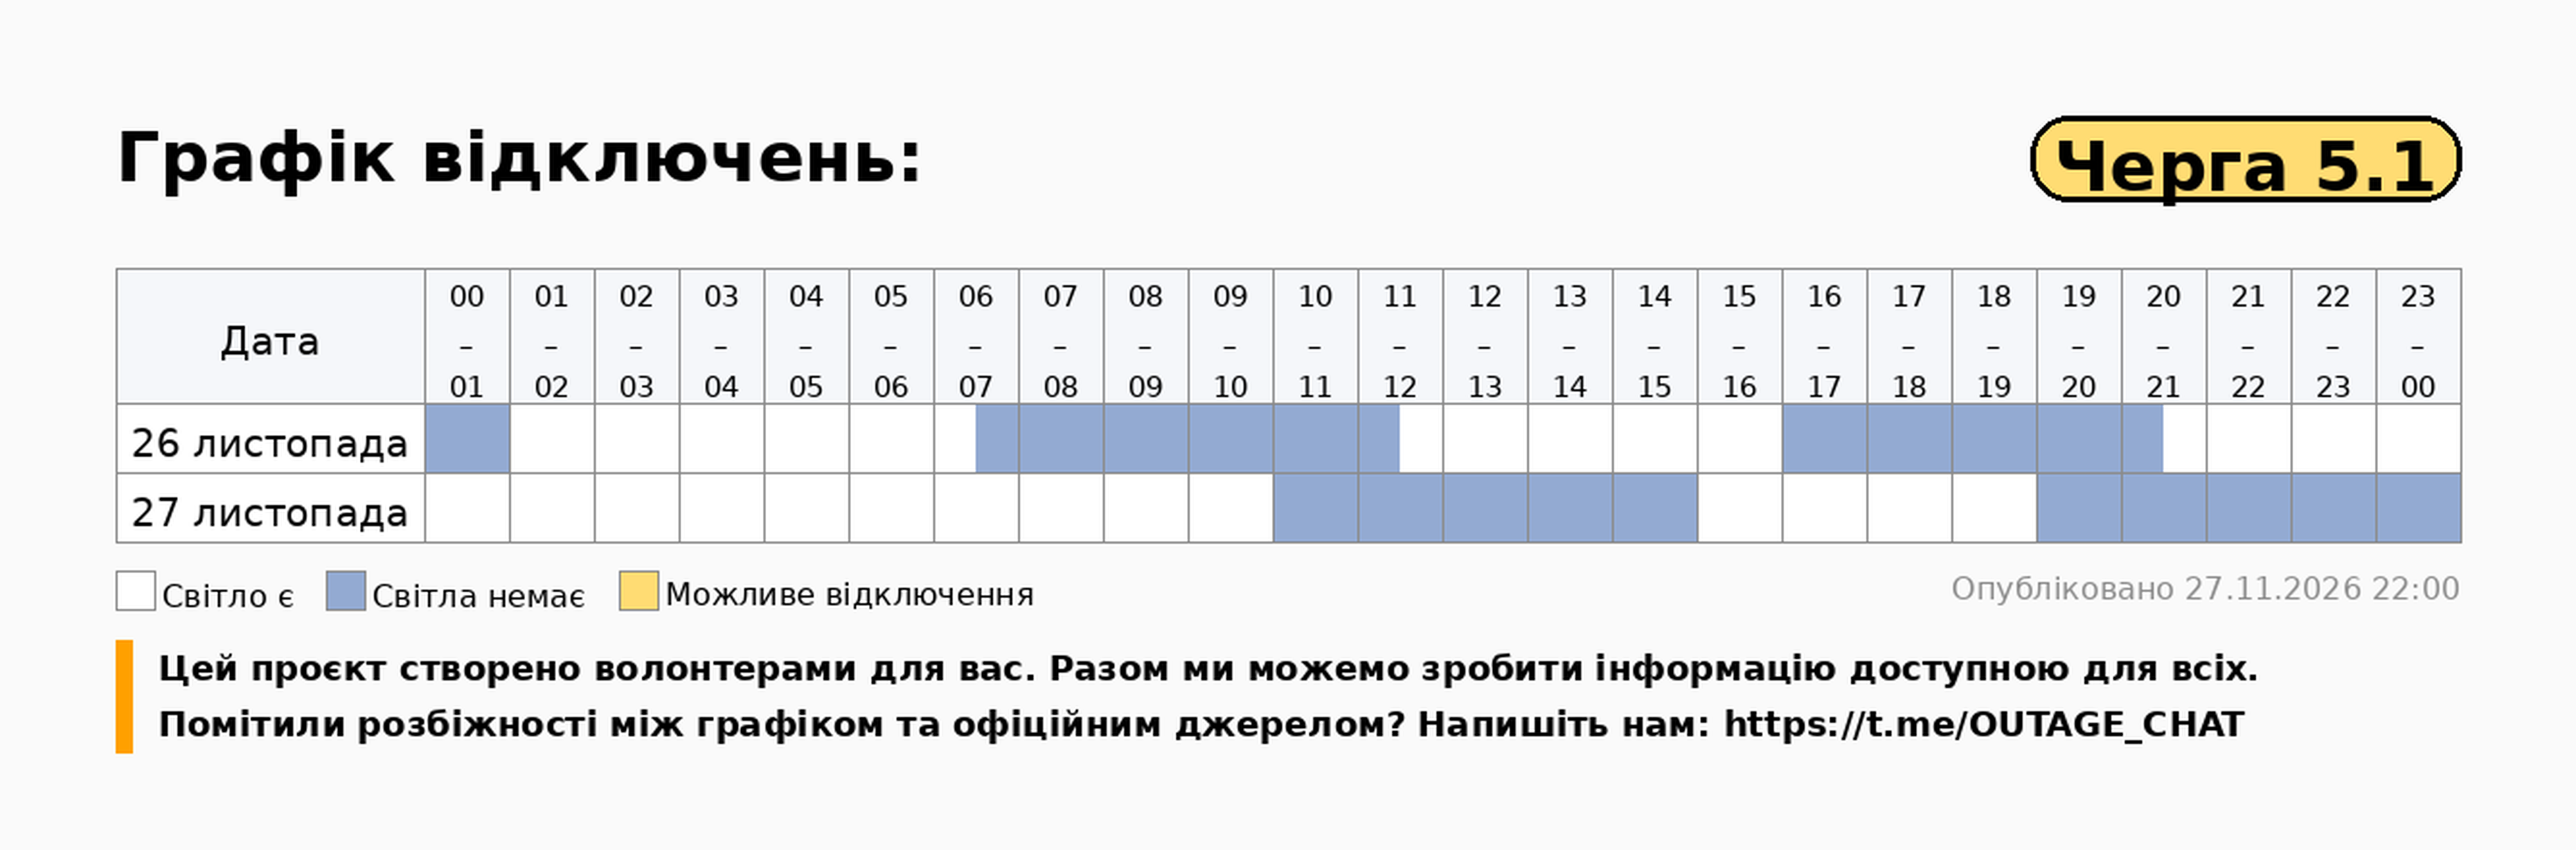 Графік відключень:
Черга 5.1
Дата 00 – 01 01 – 02 02 – 03 03 – 04 04 – 05 05 – 06 06 – 07 07 – 08 08 – 09 09 – 10 10 – 11 11 – 12 12 – 13 13 – 14 14 – 15 15 – 16 16 – 17 17 – 18 18 – 19 19 – 20 20 – 21 21 – 22 22 – 23 23 – 00
26 листопада
27 листопада
Світло є Світла немає Можливе відключення
Опубліковано 27.11.2026 22:00
Цей проєкт створено волонтерами для вас. Разом ми можемо зробити інформацію доступною для всіх.
Помітили розбіжності між графіком та офіційним джерелом? Напишіть нам: https://t.me/OUTAGE_CHAT